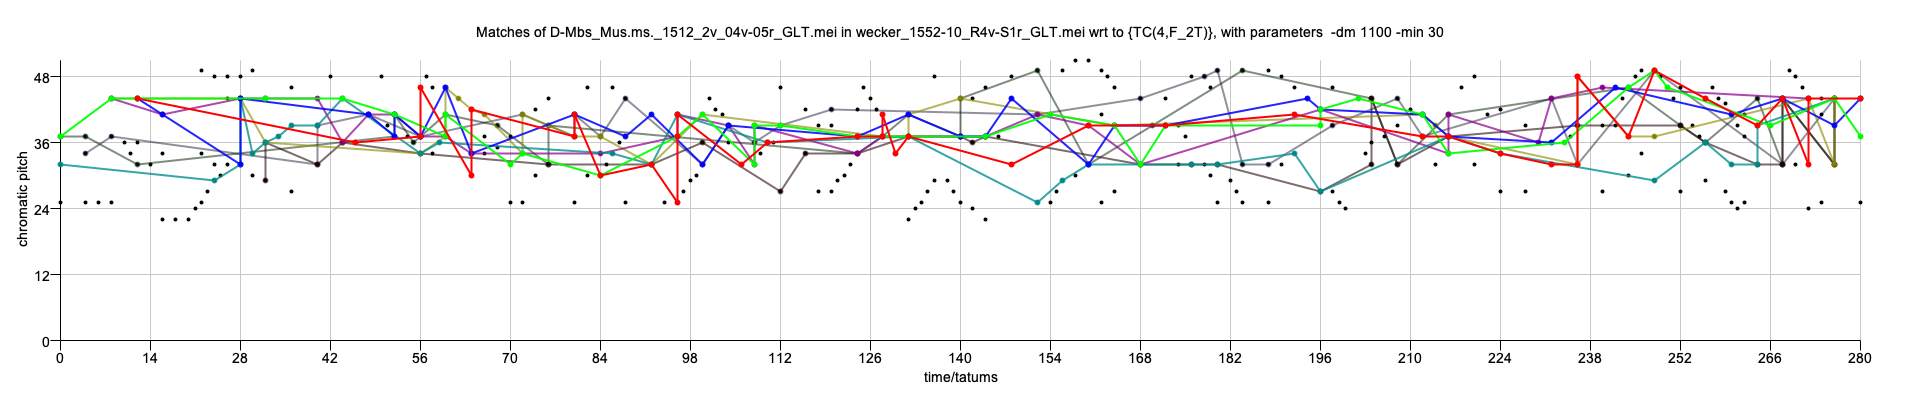 Matches of D-Mbs_Mus.ms._1512_2v_04v-05r_GLT.mei in wecker_1552-10_R4v-S1r_GLT.mei wrt to {TC(4,F_2T)}, with parameters  -dm 1100 -min 30
48
36
24
12
0
chromatic pitch
0 14 28 42 56 70 84 98 112 126 140 154 168 182 196 210 224 238 252 266 280
time/tatums